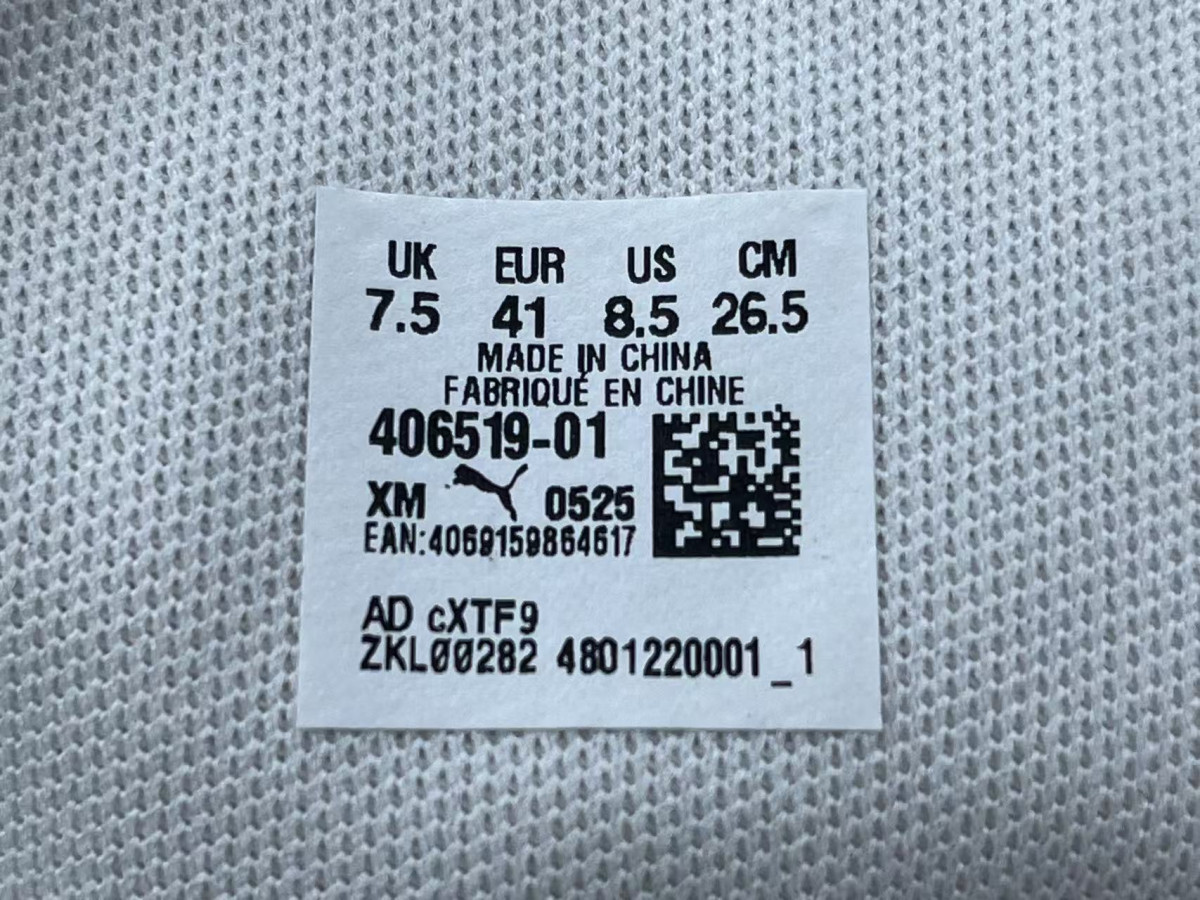 UK EUR US CM
7.5 41 8.5 26.5
MADE IN CHINA
FABRIQUÉ EN CHINE
406519-01
XM 0525
EAN:4069159864617
AD cXTF9
ZKL00282 4801220001_1